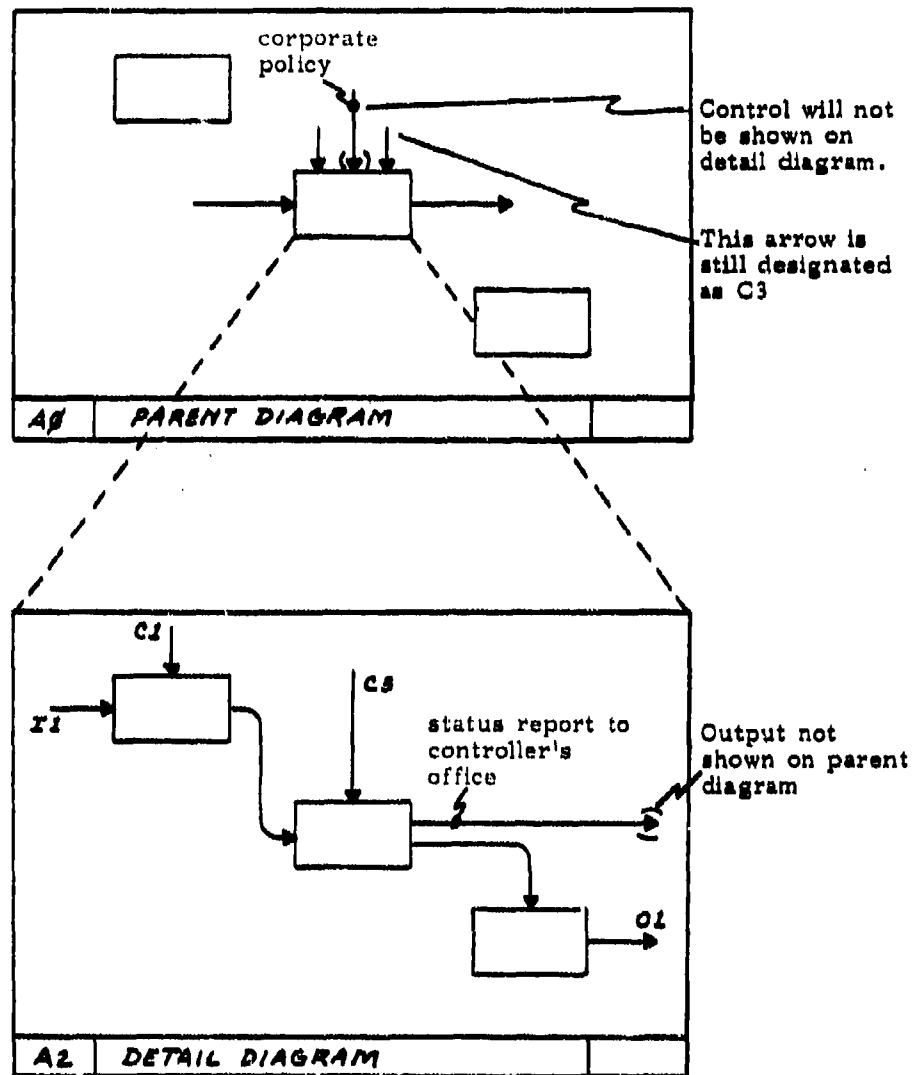 corporate
policy
Control will not
be shown on
detail diagram.
This arrow is
still designated
as C3
AØ PARENT DIAGRAM
C1
C3
I1
status report to
controller's
office
Output not
shown on parent
diagram
O1
A2 DETAIL DIAGRAM